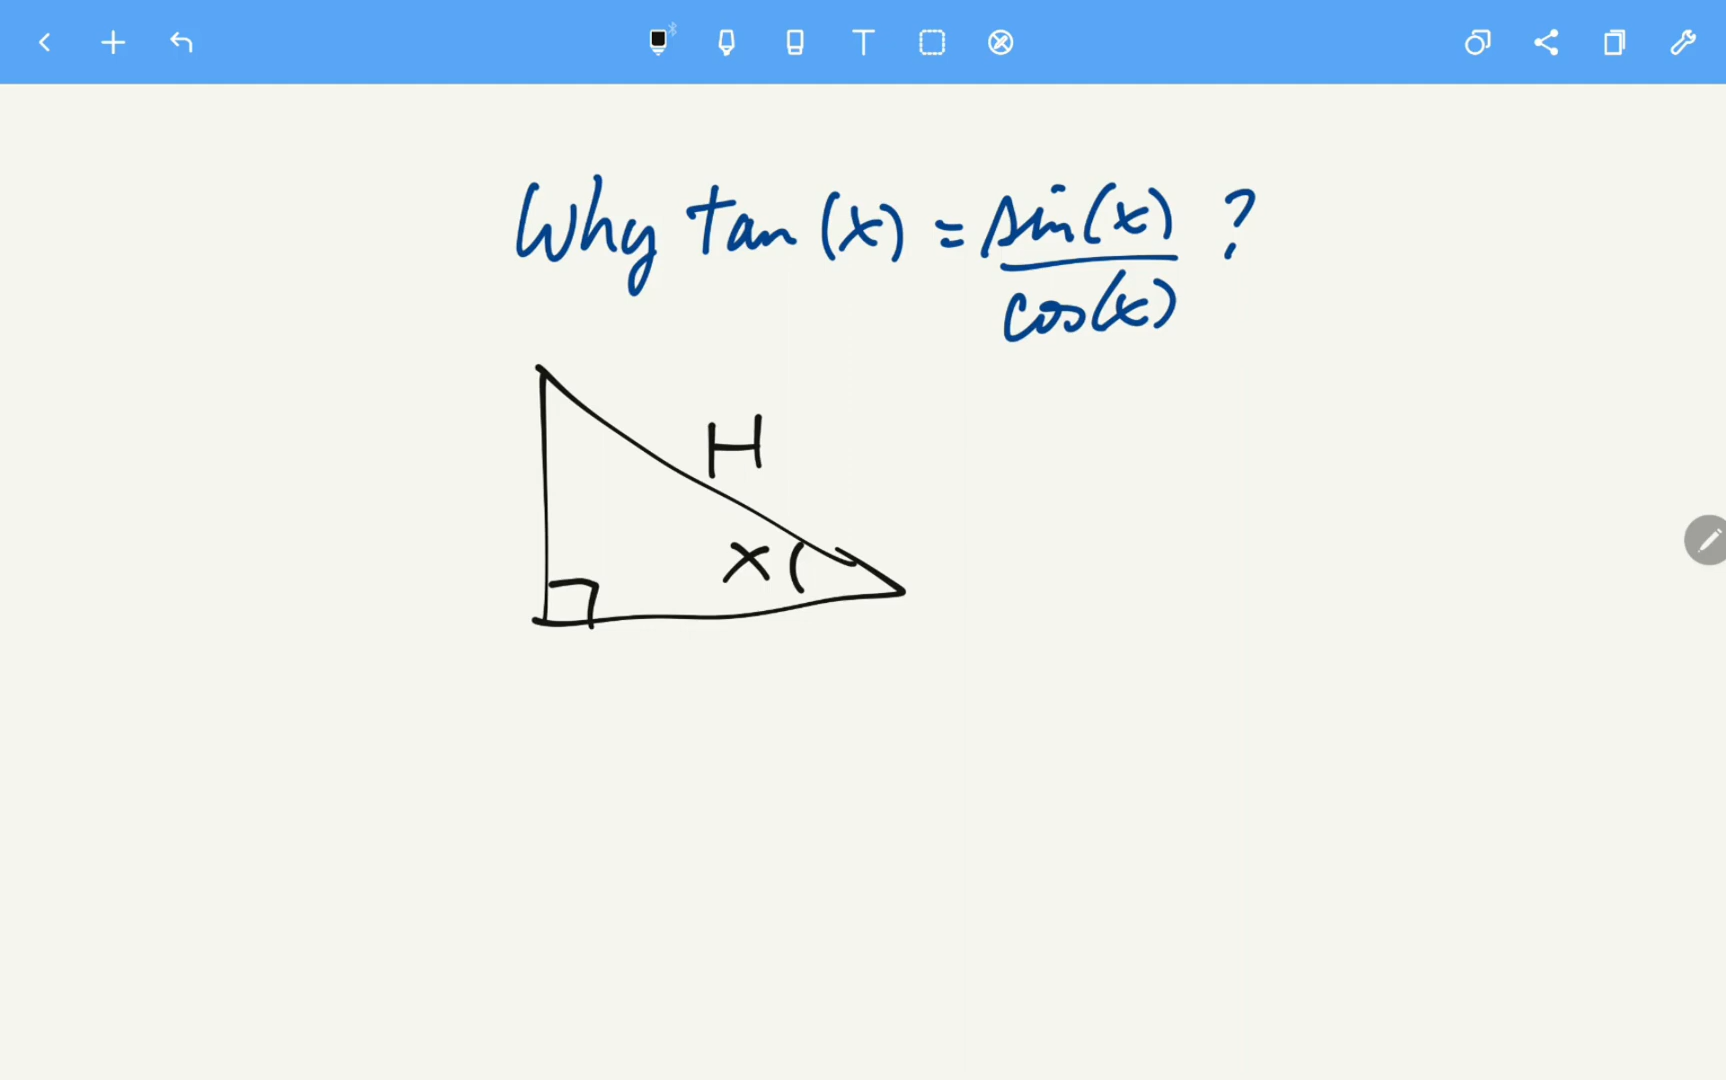 Why tan (x) = sin(x) ?
cos(x)
H
x